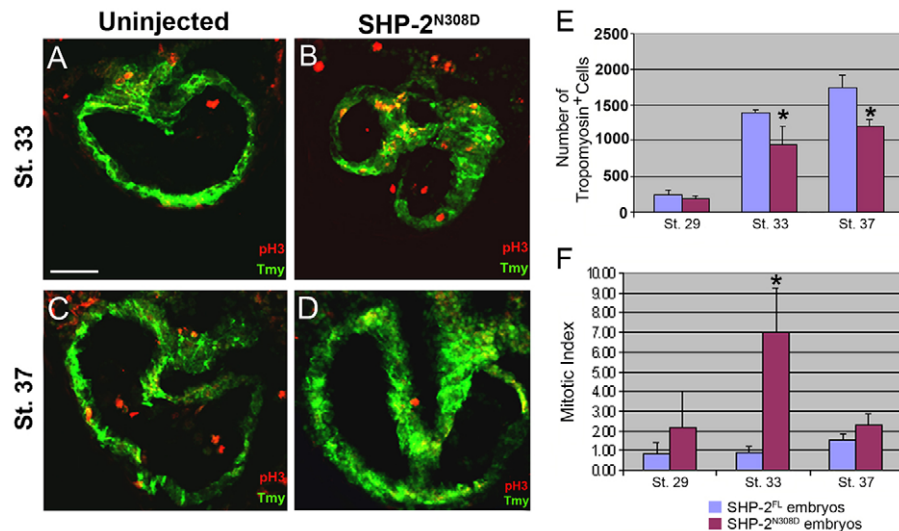 Uninjected
SHP-2N308D
A
B
St. 33
pH3
Tmy
pH3
Tmy
C
D
St. 37
pH3
Tmy
pH3
Tmy
E
Number of
Tropomyosin+Cells
2500
2000
1500
1000
500
0
*
*
St. 29
St. 33
St. 37
F
Mitotic Index
10.00
9.00
8.00
7.00
6.00
5.00
4.00
3.00
2.00
1.00
0.00
*
St. 29
St. 33
St. 37
SHP-2FL embryos
SHP-2N308D embryos